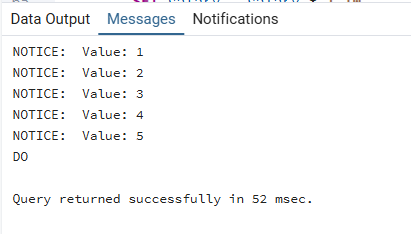 Data Output Messages Notifications
NOTICE:  Value: 1
NOTICE:  Value: 2
NOTICE:  Value: 3
NOTICE:  Value: 4
NOTICE:  Value: 5
DO
Query returned successfully in 52 msec.